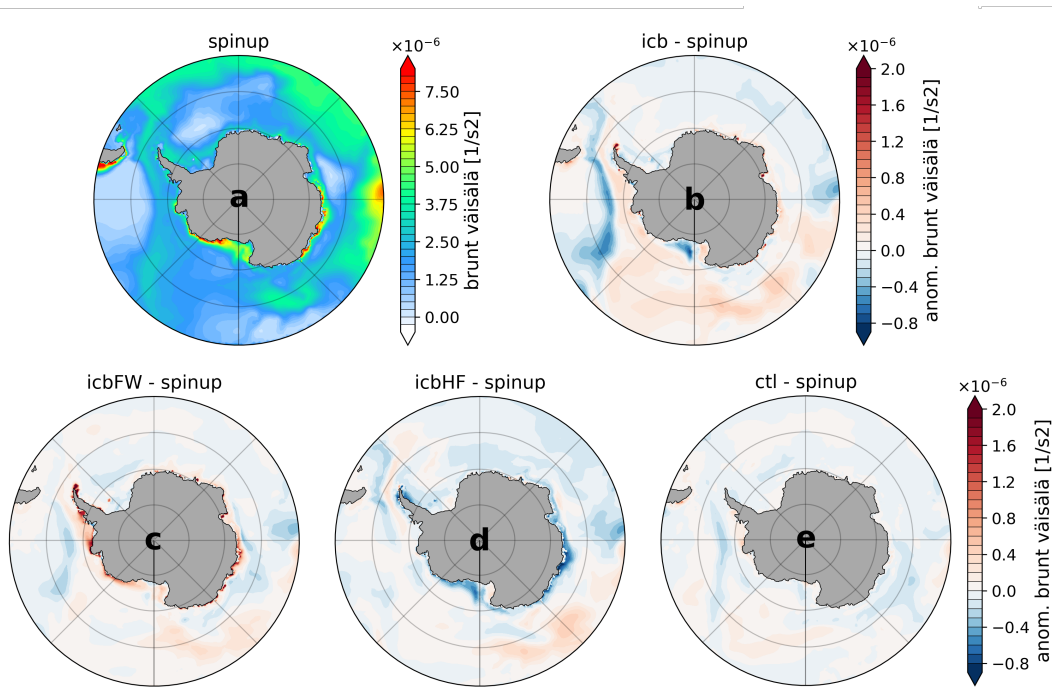 spinup
icb - spinup
×10⁻⁶
7.50
6.25
5.00
3.75
2.50
1.25
0.00
brunt väisälä [1/s2]
a
×10⁻⁶
2.0
1.6
1.2
0.8
0.4
0.0
−0.4
−0.8
anom. brunt väisälä [1/s2]
b
icbFW - spinup
icbHF - spinup
ctl - spinup
c
d
e
×10⁻⁶
2.0
1.6
1.2
0.8
0.4
0.0
−0.4
−0.8
anom. brunt väisälä [1/s2]